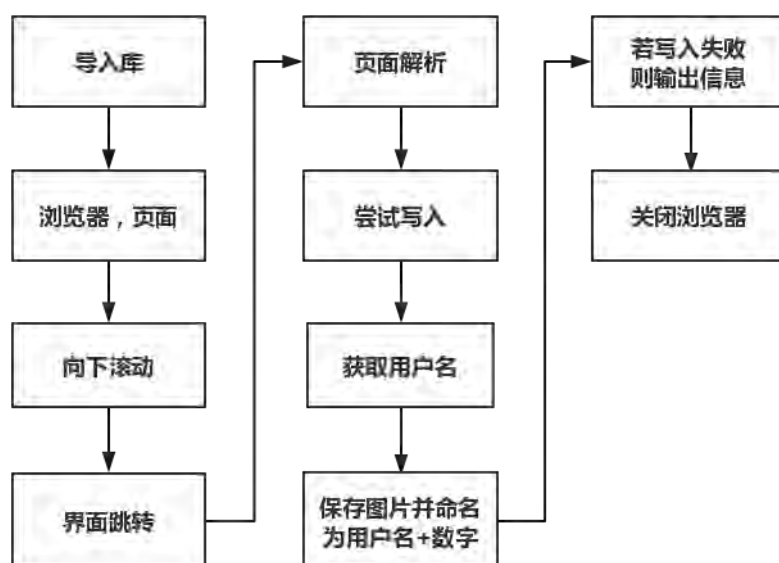 导入库
浏览器，页面
向下滚动
界面跳转
页面解析
尝试写入
获取用户名
保存图片并命名
为用户名+数字
若写入失败
则输出信息
关闭浏览器